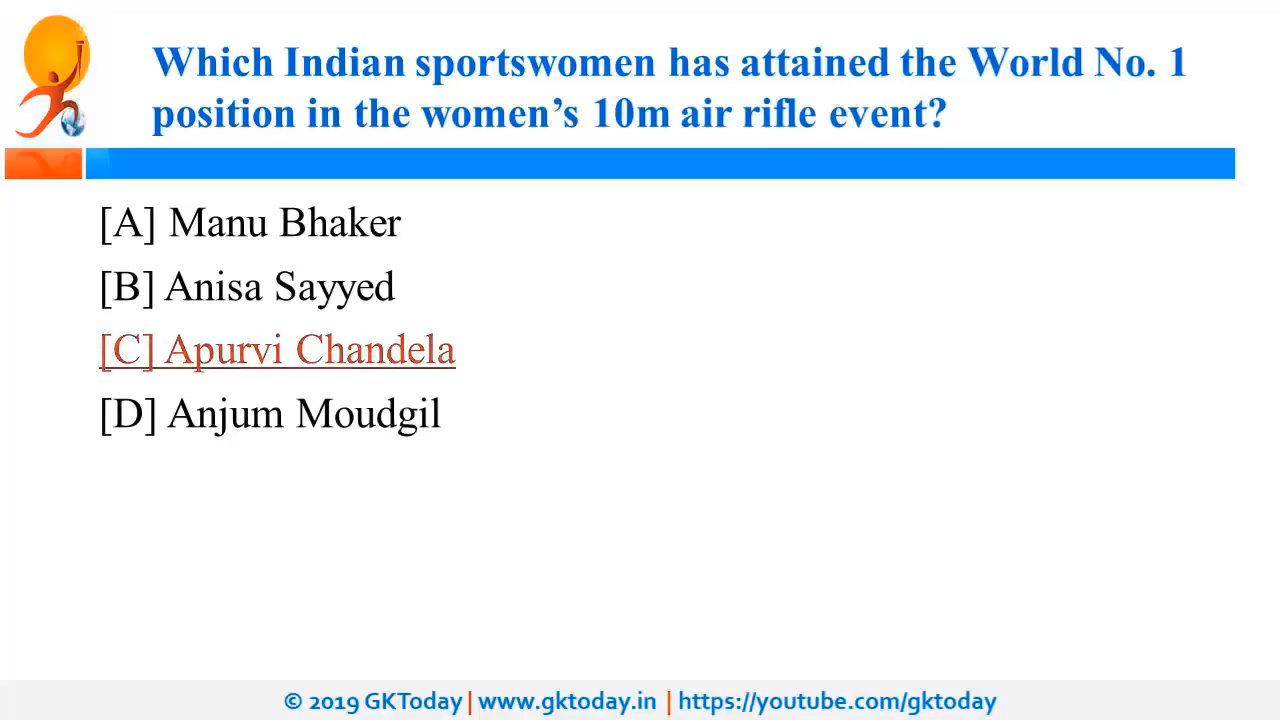 Which Indian sportswomen has attained the World No. 1
position in the women’s 10m air rifle event?
[A] Manu Bhaker
[B] Anisa Sayyed
[C] Apurvi Chandela
[D] Anjum Moudgil
© 2019 GKToday | www.gktoday.in | https://youtube.com/gktoday